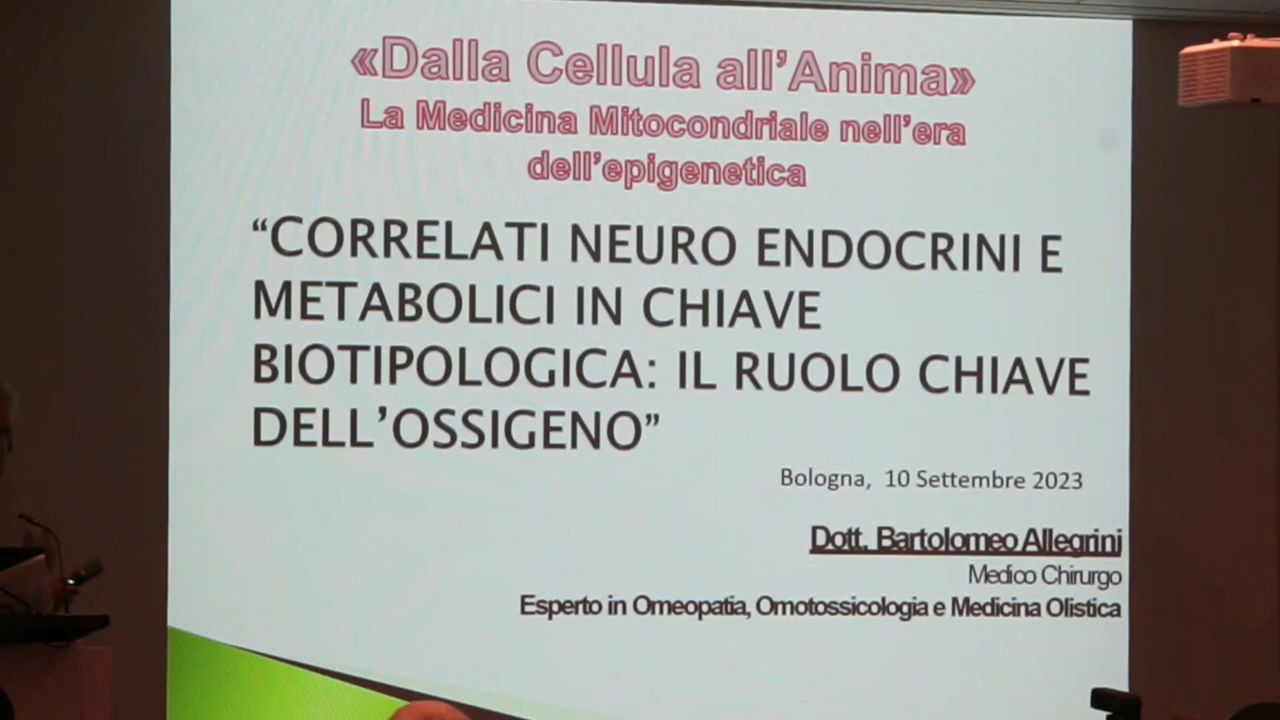 «Dalla Cellula all’Anima»
La Medicina Mitocondriale nell’era
dell’epigenetica
“CORRELATI NEURO ENDOCRINI E
METABOLICI IN CHIAVE
BIOTIPOLOGICA: IL RUOLO CHIAVE
DELL’OSSIGENO”
Bologna, 10 Settembre 2023
Dott. Bartolomeo Allegrini
Medico Chirurgo
Esperto in Omeopatia, Omotossicologia e Medicina Olistica